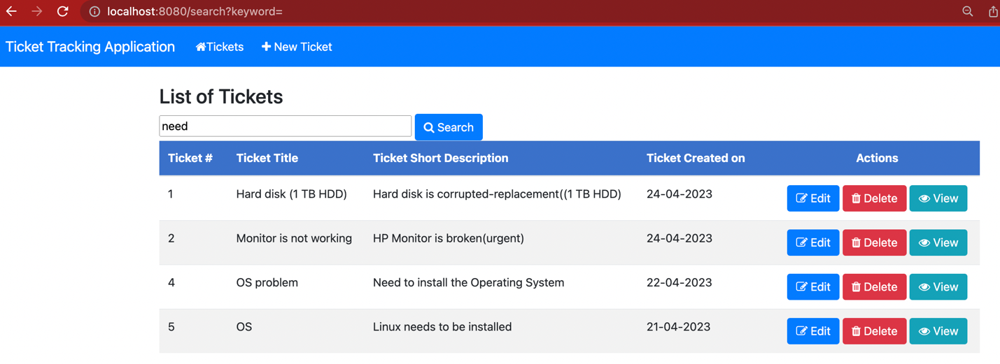 localhost:8080/search?keyword=
Ticket Tracking Application Tickets New Ticket
List of Tickets
need Search
Ticket # Ticket Title Ticket Short Description Ticket Created on Actions
1 Hard disk (1 TB HDD) Hard disk is corrupted-replacement((1 TB HDD) 24-04-2023 Edit Delete View
2 Monitor is not working HP Monitor is broken(urgent) 24-04-2023 Edit Delete View
4 OS problem Need to install the Operating System 22-04-2023 Edit Delete View
5 OS Linux needs to be installed 21-04-2023 Edit Delete View